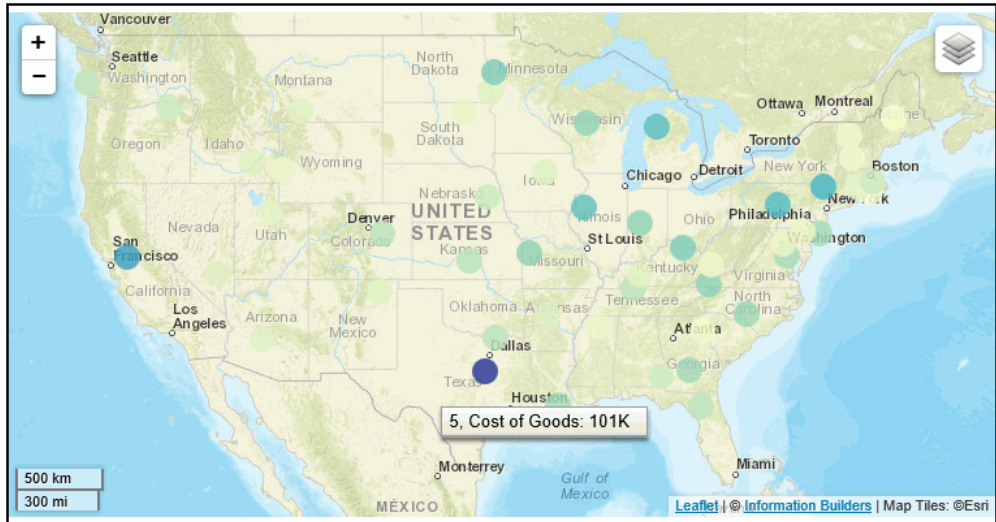 Vancouver
+
−
Seattle
Washington
Montana
North
Dakota
Minnesota
Ottawa
Montreal
Maine
Oregon
Idaho
South
Dakota
Wisconsin
Toronto
Wyoming
Iowa
Chicago
Detroit
New York
Boston
Nebraska
Nevada
Utah
Denver
Colorado
UNITED
STATES
Illinois
Ohio
Philadelphia
New York
San
Francisco
Kansas
Missouri
St Louis
Kentucky
Washington
Virginia
California
Los
Angeles
Arizona
New
Mexico
Oklahoma
Arkansas
Tennessee
North
Carolina
Atlanta
Dallas
Texas
Georgia
Houston
5, Cost of Goods: 101K
Monterrey
Gulf of
Mexico
Miami
MÉXICO
500 km
300 mi
Leaflet | © Information Builders | Map Tiles: ©Esri